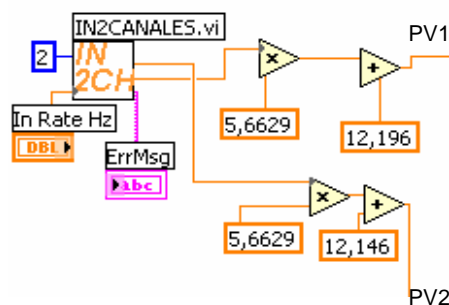 IN2CANALES.vi
PV1
2
IN
2CH
×
+
In Rate Hz
5,6629
12,196
DBL
ErrMsg
abc
×
+
5,6629
12,146
PV2